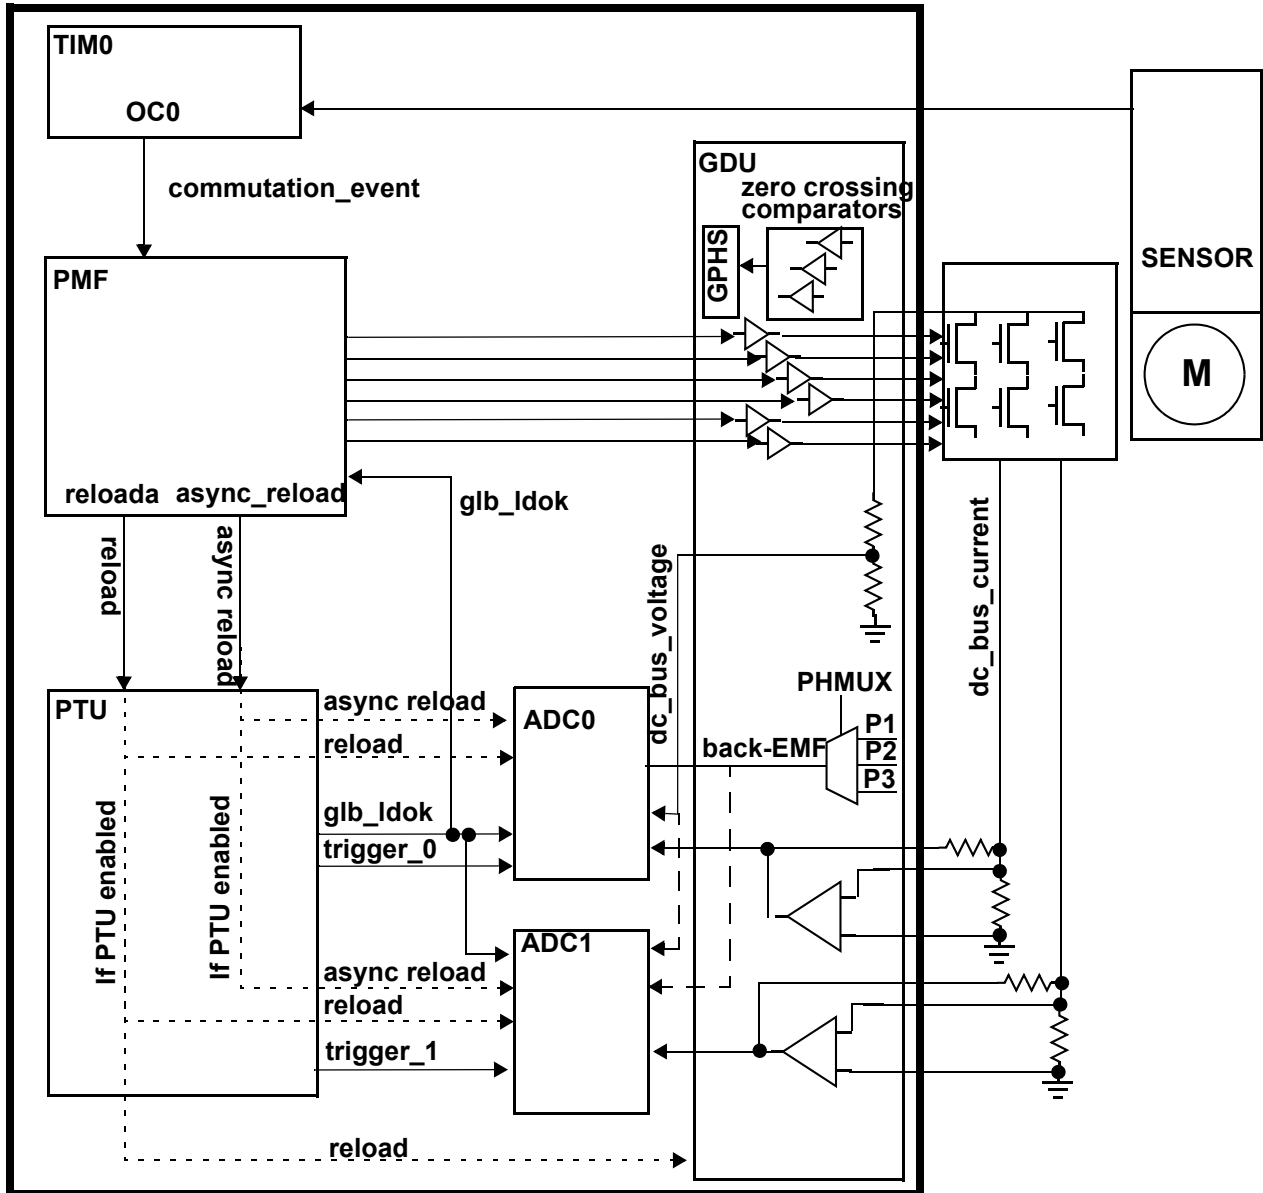 TIM0
OC0
commutation_event
GDU
zero crossing
comparators
GPHS
SENSOR
PMF
M
reloada
async_reload
glb_ldok
reload
async reload
dc_bus_voltage
dc_bus_current
PHMUX
PTU
async reload
ADC0
P1
reload
back-EMF
P2
P3
If PTU enabled
If PTU enabled
glb_ldok
trigger_0
ADC1
async reload
reload
trigger_1
reload